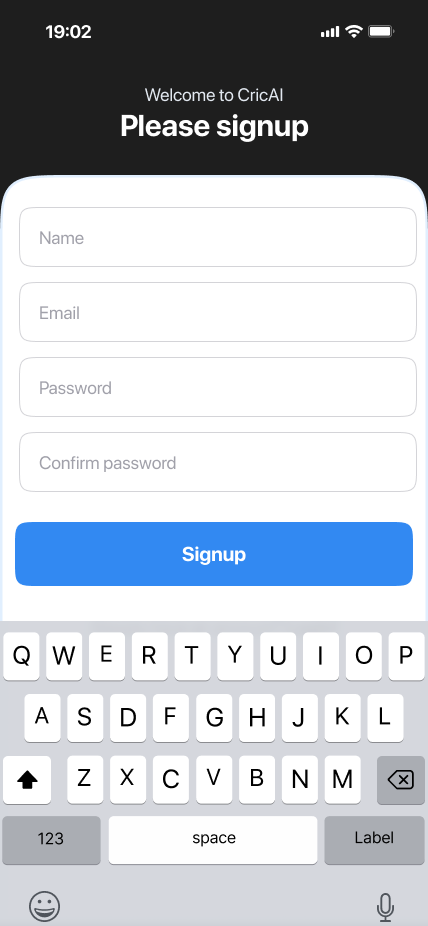 19:02
Welcome to CricAI
Please signup
Name
Email
Password
Confirm password
Signup
Q W E R T Y U I O P
A S D F G H J K L
Z X C V B N M
123 space Label